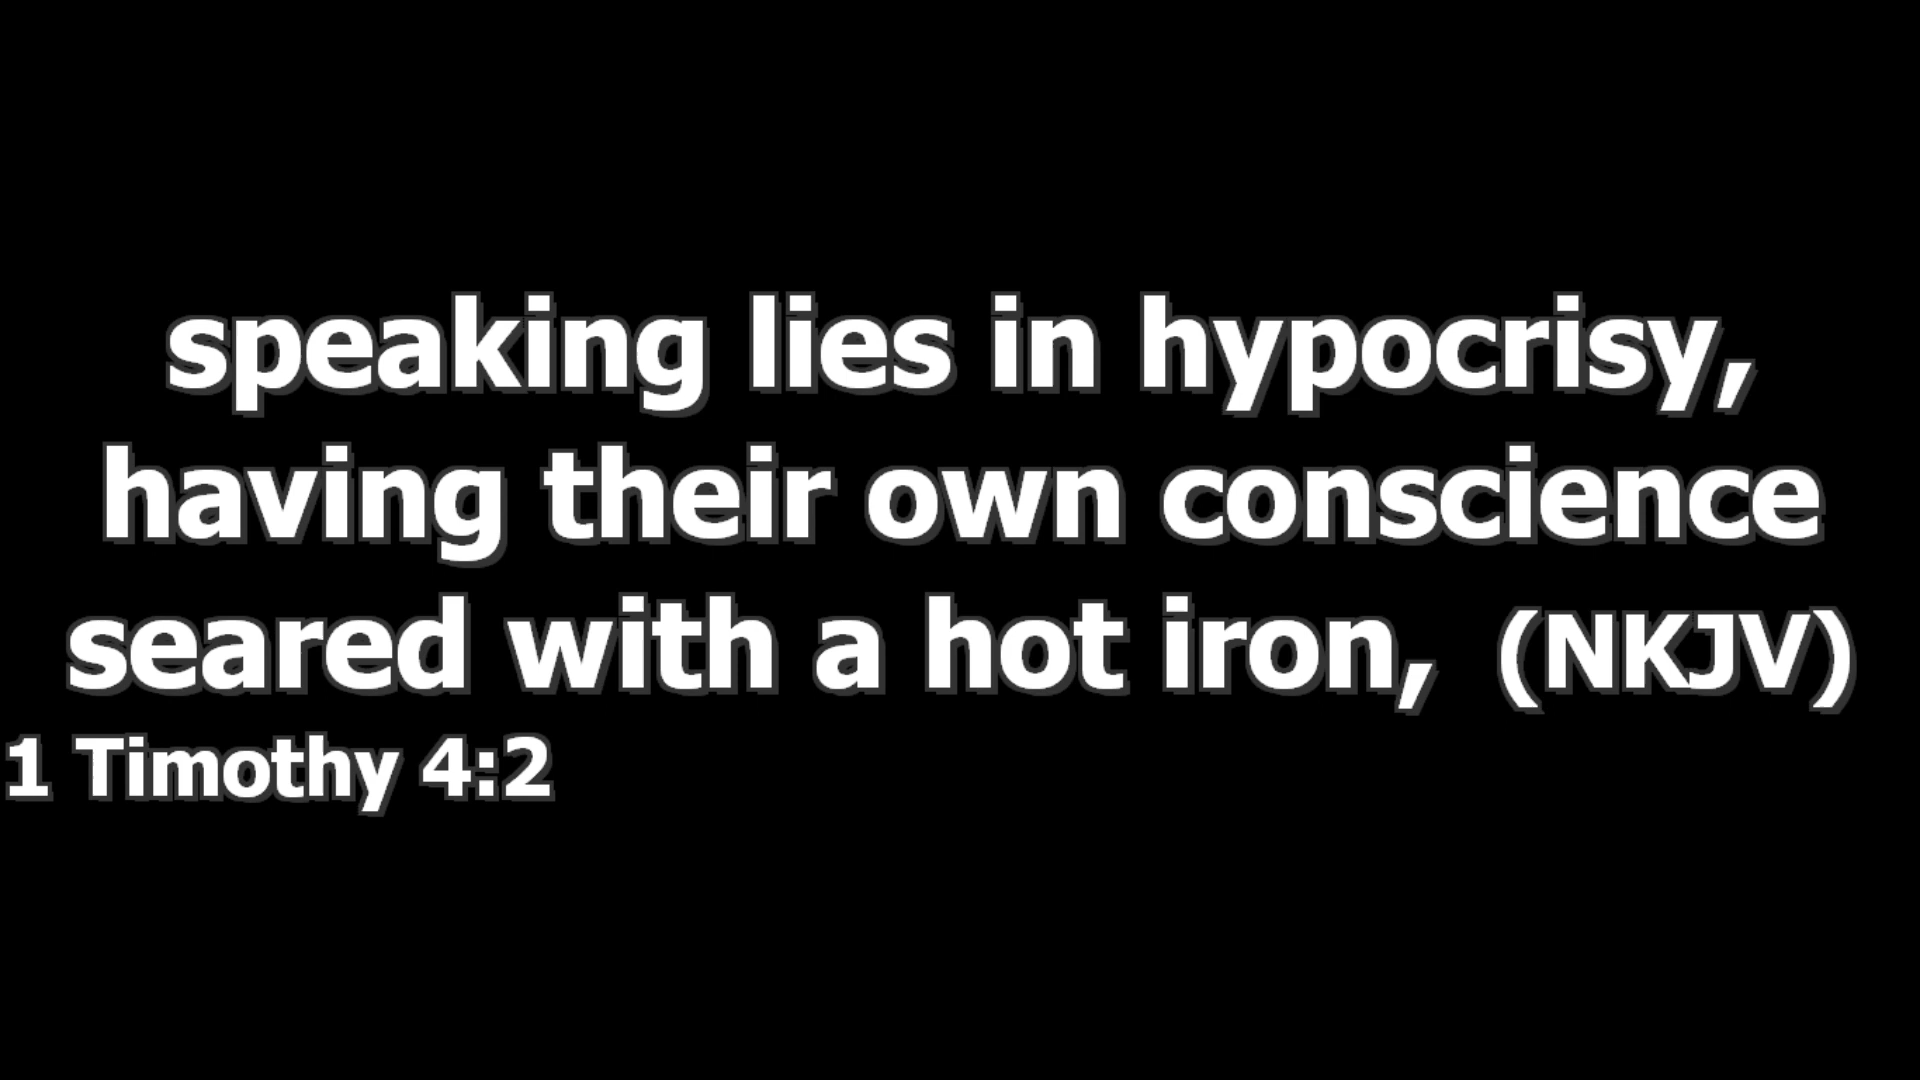 speaking lies in hypocrisy,
having their own conscience
seared with a hot iron, (NKJV)
1 Timothy 4:2